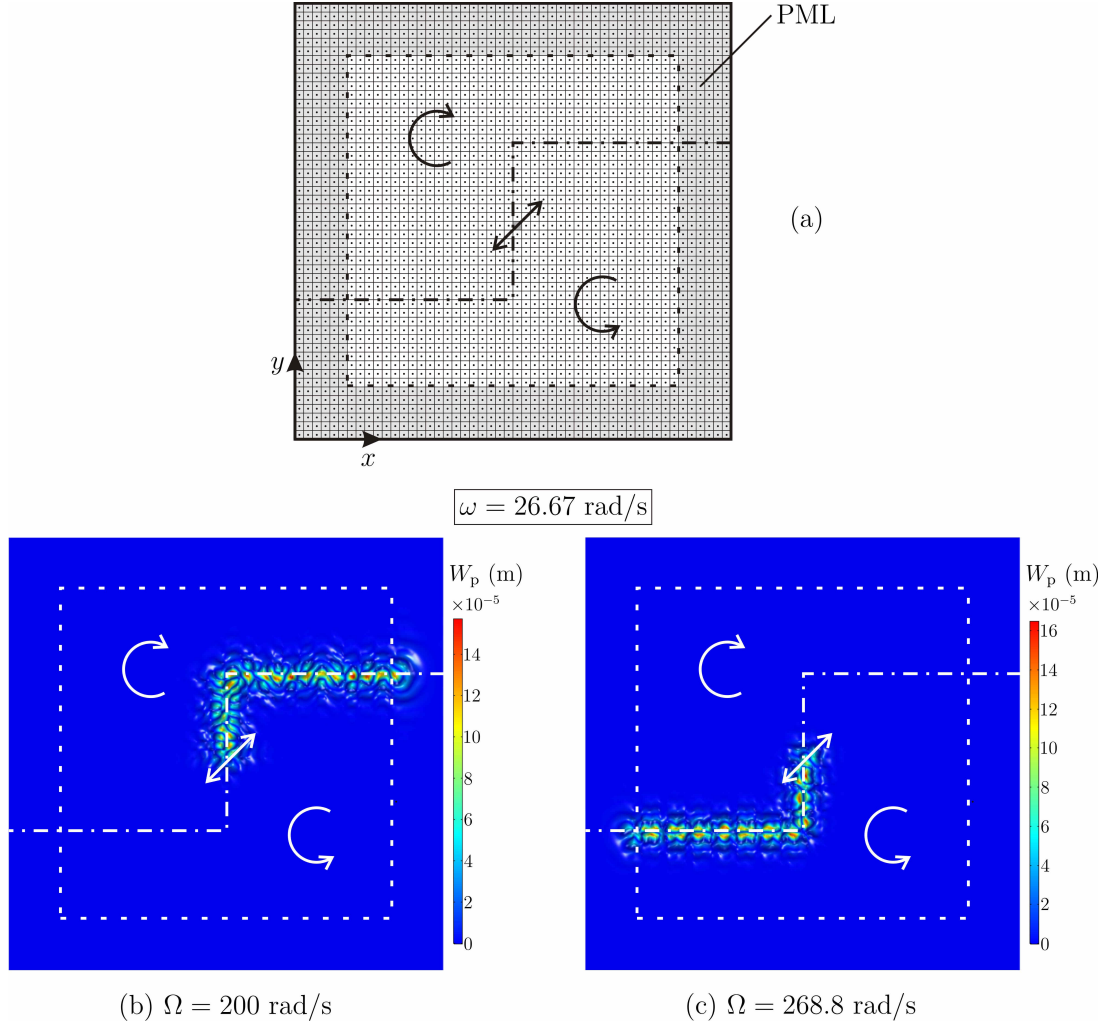 PML
(a)
y
x
ω = 26.67 rad/s
W_p (m)
×10⁻⁵
14
12
10
8
6
4
2
0
W_p (m)
×10⁻⁵
16
14
12
10
8
6
4
2
0
(b) Ω = 200 rad/s
(c) Ω = 268.8 rad/s